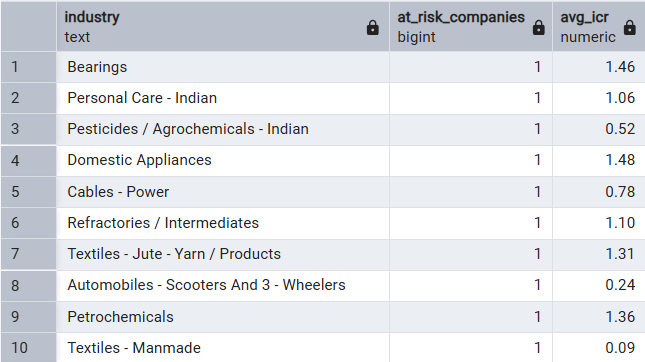 industry at_risk_companies avg_icr
text bigint numeric
1 Bearings 1 1.46
2 Personal Care - Indian 1 1.06
3 Pesticides / Agrochemicals - Indian 1 0.52
4 Domestic Appliances 1 1.48
5 Cables - Power 1 0.78
6 Refractories / Intermediates 1 1.10
7 Textiles - Jute - Yarn / Products 1 1.31
8 Automobiles - Scooters And 3 - Wheelers 1 0.24
9 Petrochemicals 1 1.36
10 Textiles - Manmade 1 0.09